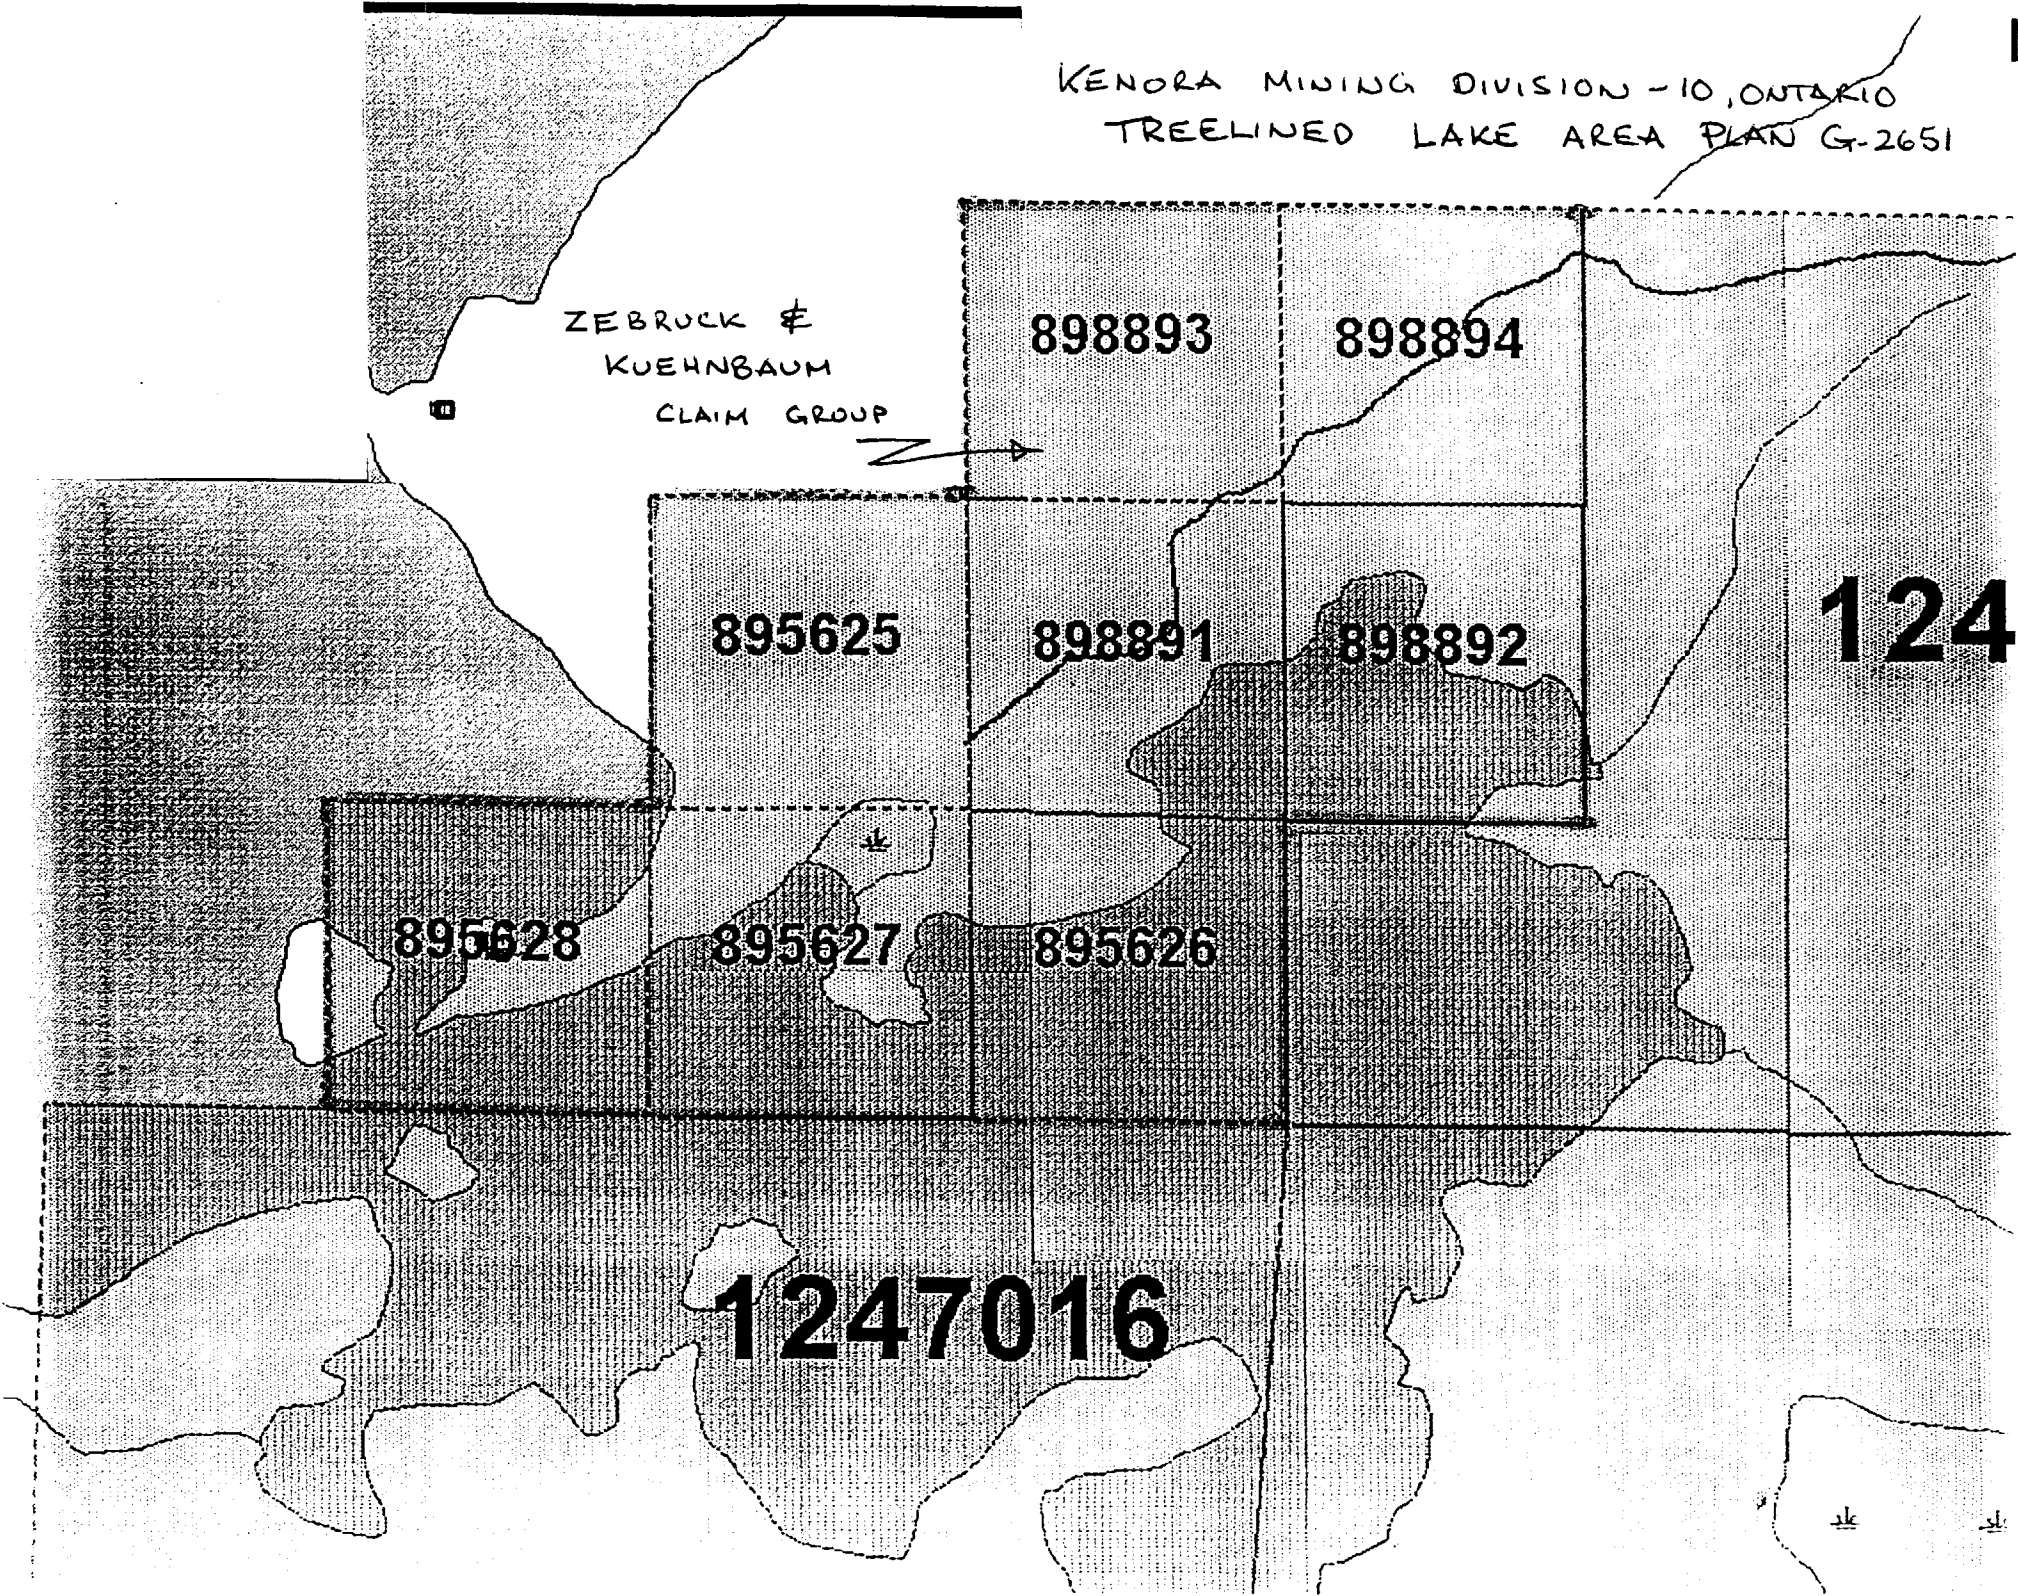 KENORA MINING DIVISION - 10, ONTARIO
TREELINED LAKE AREA PLAN G-2651
ZEBRUCK &
KUEHNBAUM
CLAIM GROUP
898893 898894
895625 898891 898892
124
895628 895627 895626
1247016